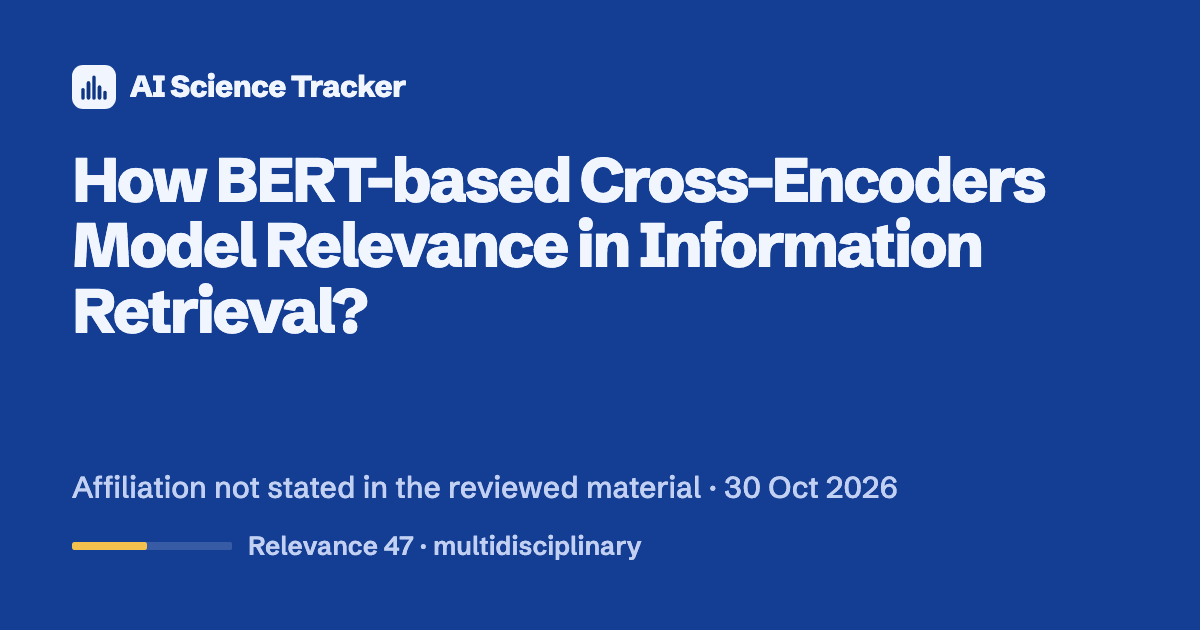 AI Science Tracker
How BERT-based Cross-Encoders
Model Relevance in Information
Retrieval?
Affiliation not stated in the reviewed material · 30 Oct 2026
Relevance 47 · multidisciplinary